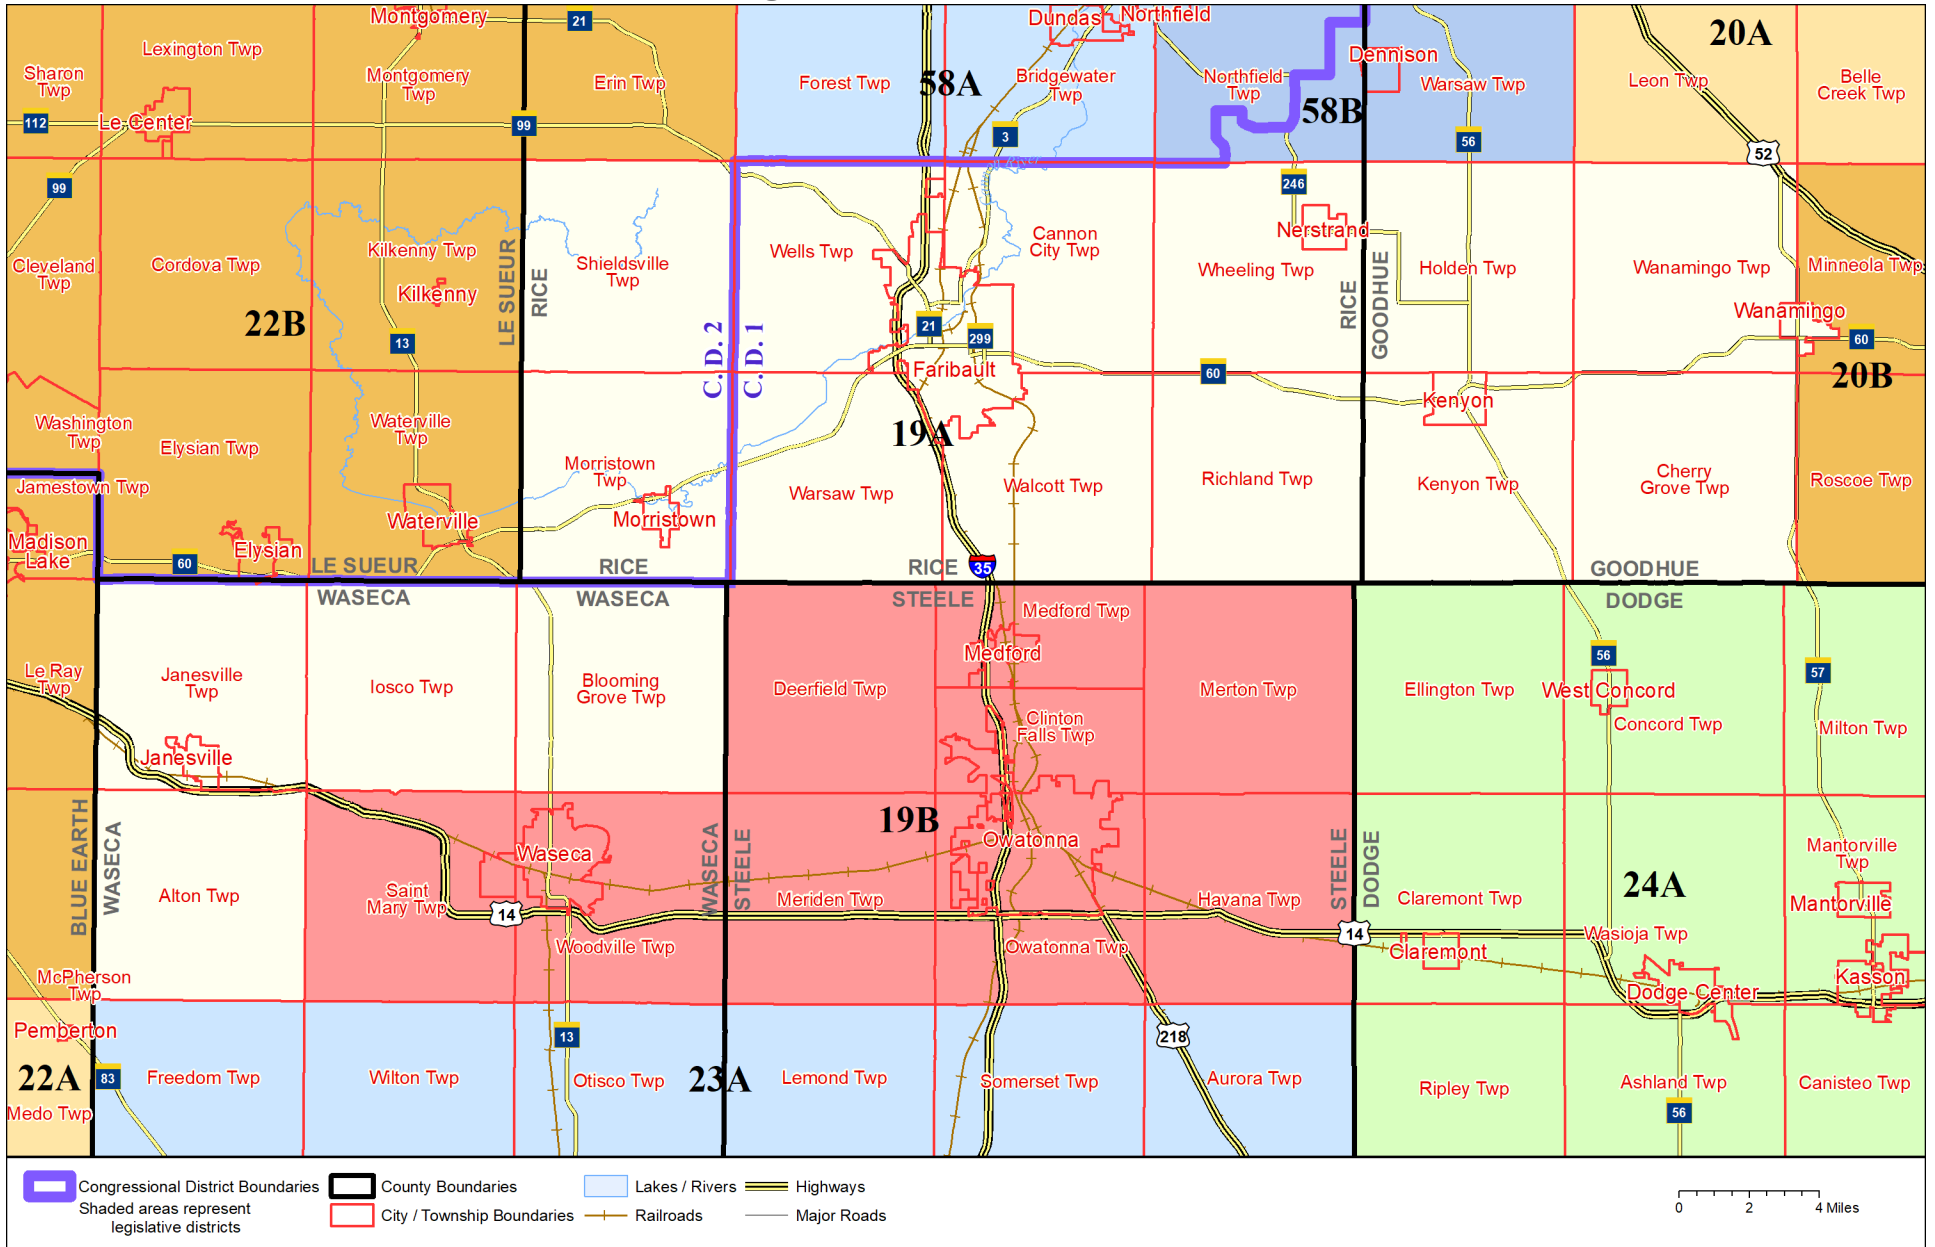 Montgomery
21
Dundas
Northfield
20A
Lexington Twp
Sharon
Twp
Montgomery
Twp
Erin Twp
Forest Twp
58A
Bridgewater
Twp
Northfield
Twp
Dennison
Warsaw Twp
Leon Twp
Belle
Creek Twp
112
Le Center
99
3
58B
56
52
99
River
246
Cleveland
Twp
Cordova Twp
Kilkenny Twp
Kilkenny
LE SUEUR
RICE
Shieldsville
Twp
Wells Twp
Cannon
City Twp
Nerstrand
Wheeling Twp
RICE
GOODHUE
Holden Twp
Wanamingo Twp
Minneola Twp
Wanamingo
22B
13
C.D. 2
C.D. 1
21
299
60
60
Faribault
20B
Kenyon
Washington
Twp
Elysian Twp
Waterville
Twp
19A
Morristown
Twp
Jamestown Twp
Warsaw Twp
Walcott Twp
Richland Twp
Kenyon Twp
Cherry
Grove Twp
Roscoe Twp
Waterville
Morristown
Madison
Lake
Elysian
60
LE SUEUR
RICE
RICE
35
GOODHUE
WASECA
WASECA
STEELE
DODGE
Medford Twp
Medford
56
57
Le Ray
Twp
Janesville
Twp
Iosco Twp
Blooming
Grove Twp
Deerfield Twp
Merton Twp
Ellington Twp
West Concord
Concord Twp
Clinton
Falls Twp
Milton Twp
Janesville
BLUE EARTH
WASECA
19B
Waseca
WASECA
STEELE
Owatonna
STEELE
DODGE
Mantorville
Twp
Alton Twp
Saint
Mary Twp
14
Meriden Twp
Havana Twp
Claremont Twp
24A
Mantorville
Woodville Twp
Owatonna Twp
14
Claremont
Wasioja Twp
McPherson
Twp
Dodge Center
Kasson
Pemberton
13
218
22A
83
Freedom Twp
Wilton Twp
Otisco Twp
23A
Lemond Twp
Somerset Twp
Aurora Twp
Ripley Twp
Ashland Twp
Canisteo Twp
Medo Twp
56
Congressional District Boundaries
County Boundaries
Lakes / Rivers
Highways
Shaded areas represent
legislative districts
City / Township Boundaries
Railroads
Major Roads
0 2 4 Miles